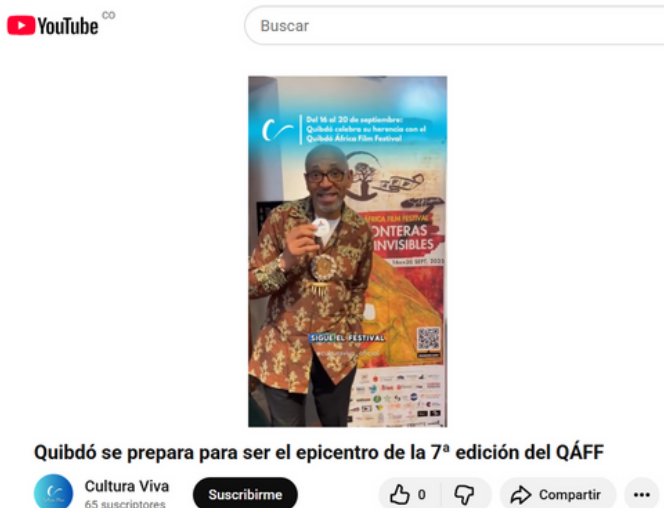 YouTube CO
Buscar
Del 16 al 20 de septiembre:
Quibdó celebra su herencia con el
Quibdó África Film Festival
ÁFRICA FILM FESTIVAL
ONTERAS
INVISIBLES
SIGUE EL FESTIVAL
Quibdó se prepara para ser el epicentro de la 7ª edición del QÁFF
Cultura Viva
65 suscriptores
Suscribirme
0
Compartir